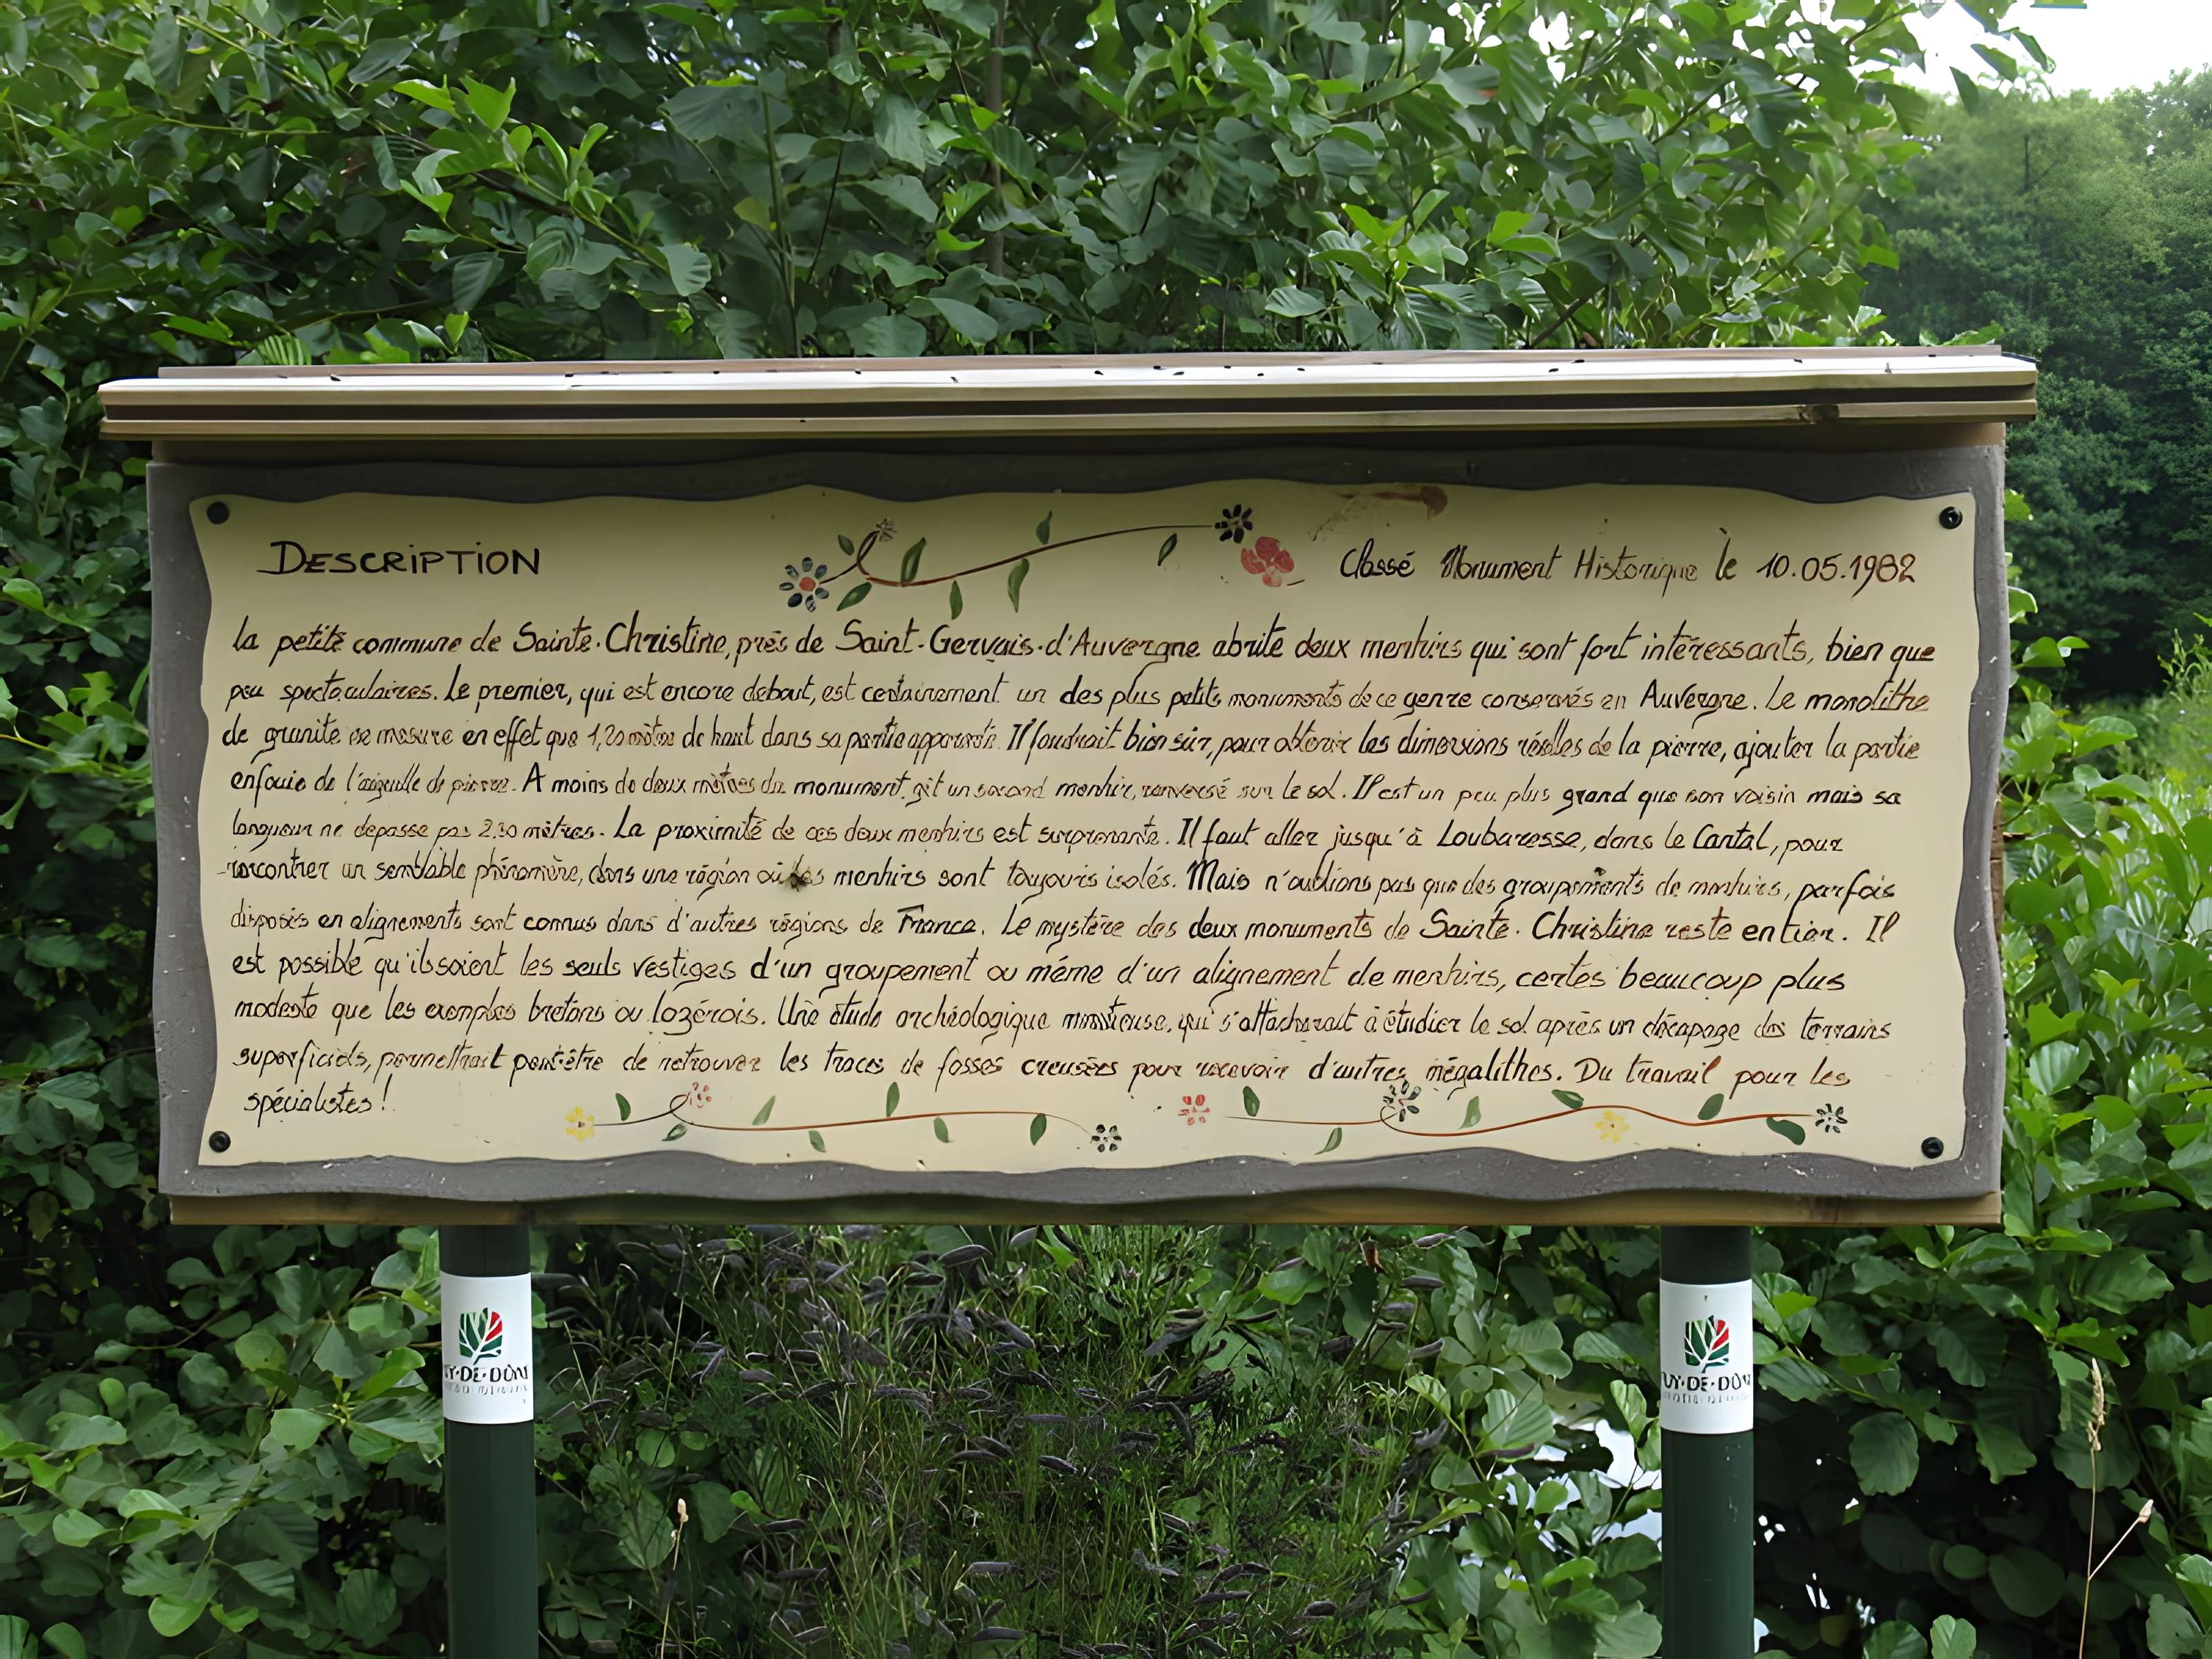 DESCRIPTION
Classé Monument Historique le 10.05.1982
La petite commune de Sainte-Christine, près de Saint-Gervais-d'Auvergne abrite deux menhirs qui sont fort intéressants, bien que
peu spectaculaires. Le premier, qui est encore debout, est certainement un des plus petits monuments de ce genre conservés en Auvergne. Le monolithe
de granite ne mesure en effet que 1,20 mètre de haut dans sa partie apparente. Il faudrait bien sûr, pour obtenir les dimensions réelles de la pierre, ajouter la partie
enfouie de l'aiguille de pierre. A moins de deux mètres du monument, gît un second menhir, renversé sur le sol. Il est un peu plus grand que son voisin mais sa
longueur ne dépasse pas 2,30 mètres. La proximité de ces deux menhirs est surprenante. Il faut aller jusqu'à Loubaresse, dans le Cantal, pour
rencontrer un semblable phénomène, dans une région où les menhirs sont toujours isolés. Mais n'oublions pas que des groupements de menhirs, parfois
disposés en alignements sont connus dans d'autres régions de France. Le mystère des deux monuments de Sainte-Christine reste entier. Il
est possible qu'ils soient les seuls vestiges d'un groupement ou même d'un alignement de menhirs, certes beaucoup plus
modeste que les exemples bretons ou lozérois. Une étude archéologique minutieuse, qui s'attacherait à étudier le sol après un décapage des terrains
superficiels, permettrait peut-être de retrouver les traces de fosses creusées pour recevoir d'autres mégalithes. Du travail pour les
spécialistes !
UY-DE-DÔM